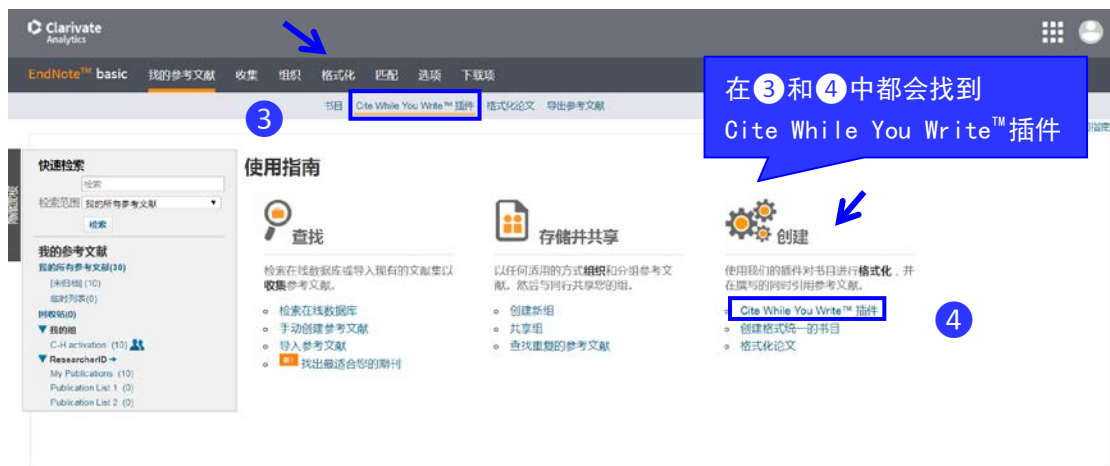 Clarivate
Analytics
EndNote™ basic 我的参考文献 收集 组织 格式化 匹配 选项 下载项
书目 Cite While You Write™ 插件 格式化论文 导出参考文献
3
在3和4中都会找到
Cite While You Write™插件
快速检索
检索
检索范围 我的所有参考文献
检索
我的参考文献
我的所有参考文献(30)
[未归档] (10)
临时列表(0)
回收站(0)
▼ 我的组
C-H activation (10)
▼ ResearcherID
My Publications (10)
Publication List 1 (0)
Publication List 2 (0)
使用指南
查找
检索在线数据库或导入现有的文献集以
收集参考文献。
检索在线数据库
手动创建参考文献
导入参考文献
新! 找出最适合您的期刊
存储并共享
以任何适用的方式组织和分组参考文
献。然后与同行共享您的组。
创建新组
共享组
查找重复的参考文献
创建
使用我们的插件对书目进行格式化，并
在撰写的同时引用参考文献。
Cite While You Write™ 插件
创建格式统一的书目
格式化论文
4